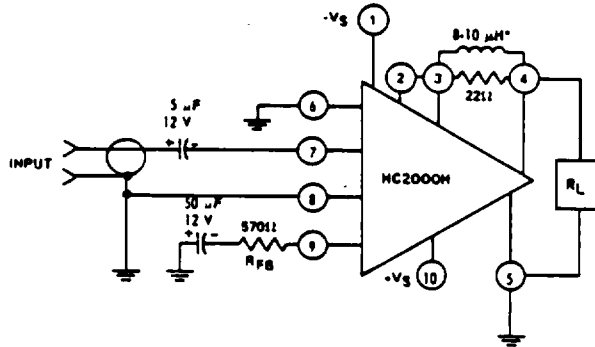 -VS
1
8-10 μH*
2
3
4
22Ω
5 μF
12 V
+ -
6
7
INPUT
HC2000H
RL
8
50 μF
12 V
+ -
570Ω
RFB
9
+VS
10
5